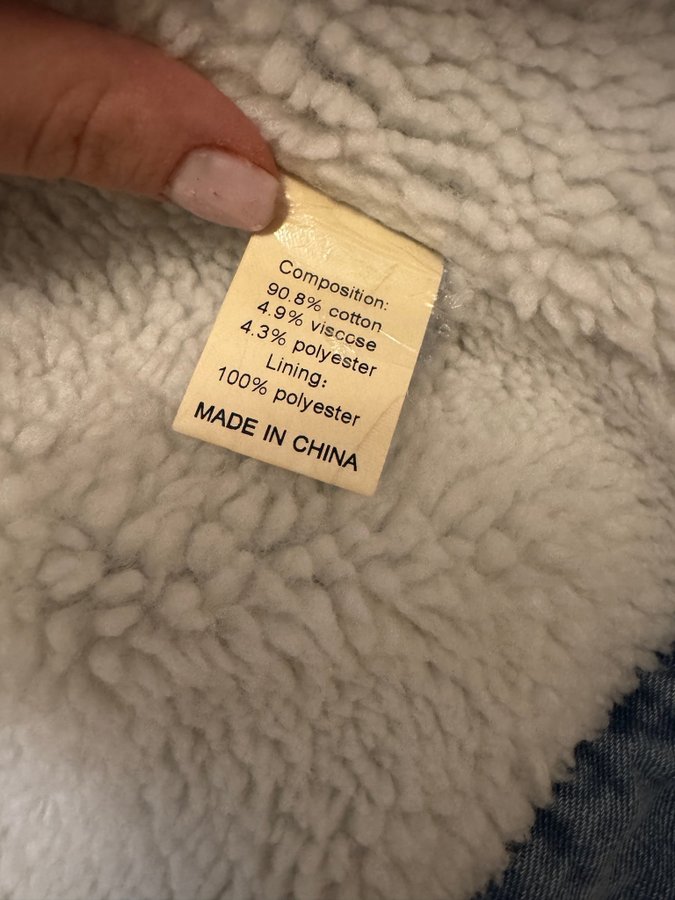 Composition:
90.8% cotton
4.9% viscose
4.3% polyester
Lining:
100% polyester
MADE IN CHINA